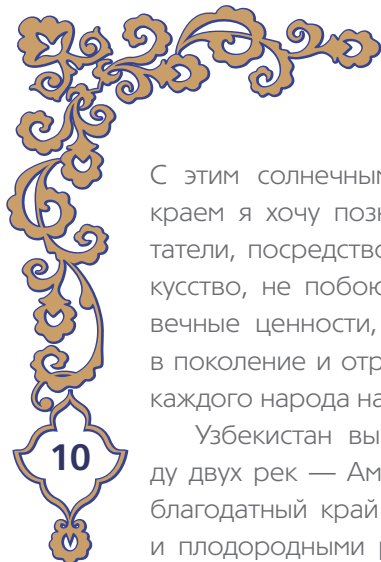 С этим солнечным
краем я хочу позн
татели, посредство
кусство, не побою
вечные ценности,
в поколение и отр
каждого народа на
Узбекистан вы
ду двух рек — Ам
благодатный край
и плодородными р
10